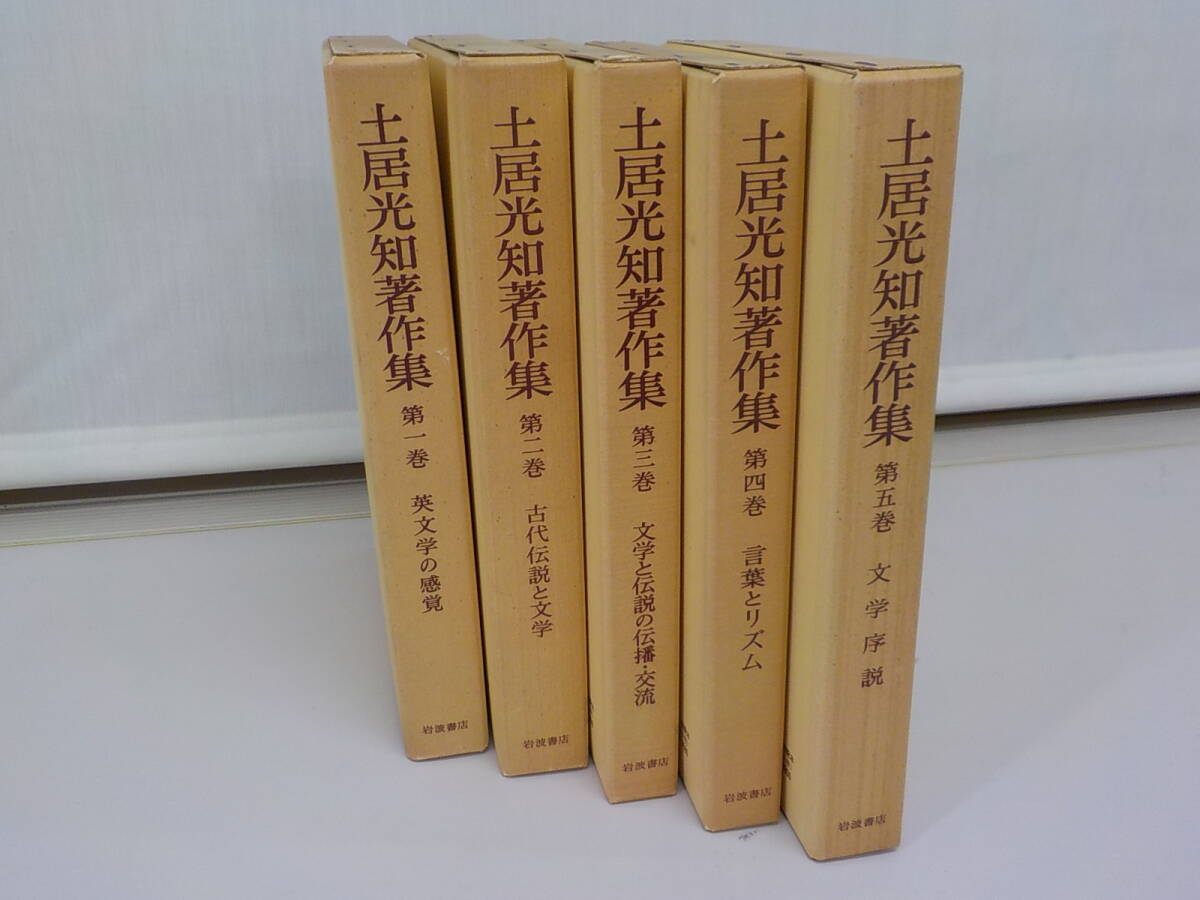 土居光知著作集 第一巻 英文学の感覚
岩波書店
土居光知著作集 第二巻 古代伝説と文学
岩波書店
土居光知著作集 第三巻 文学と伝説の伝播・交流
岩波書店
土居光知著作集 第四巻 言葉とリズム
岩波書店
土居光知著作集 第五巻 文学序説
岩波書店